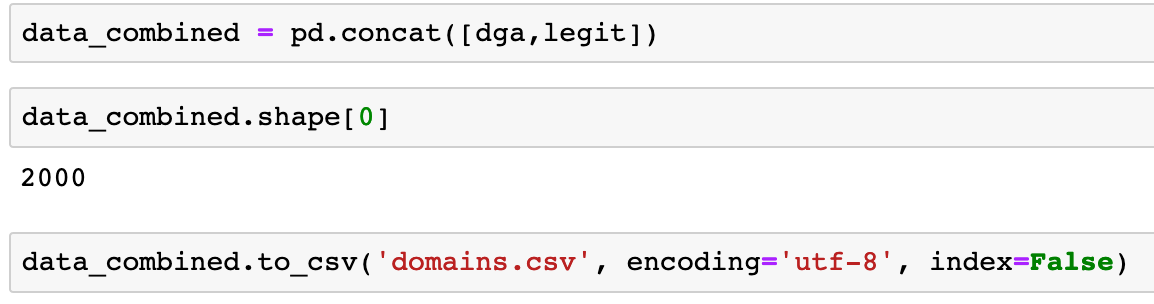 data_combined = pd.concat([dga,legit])
data_combined.shape[0]
2000
data_combined.to_csv('domains.csv', encoding='utf-8', index=False)